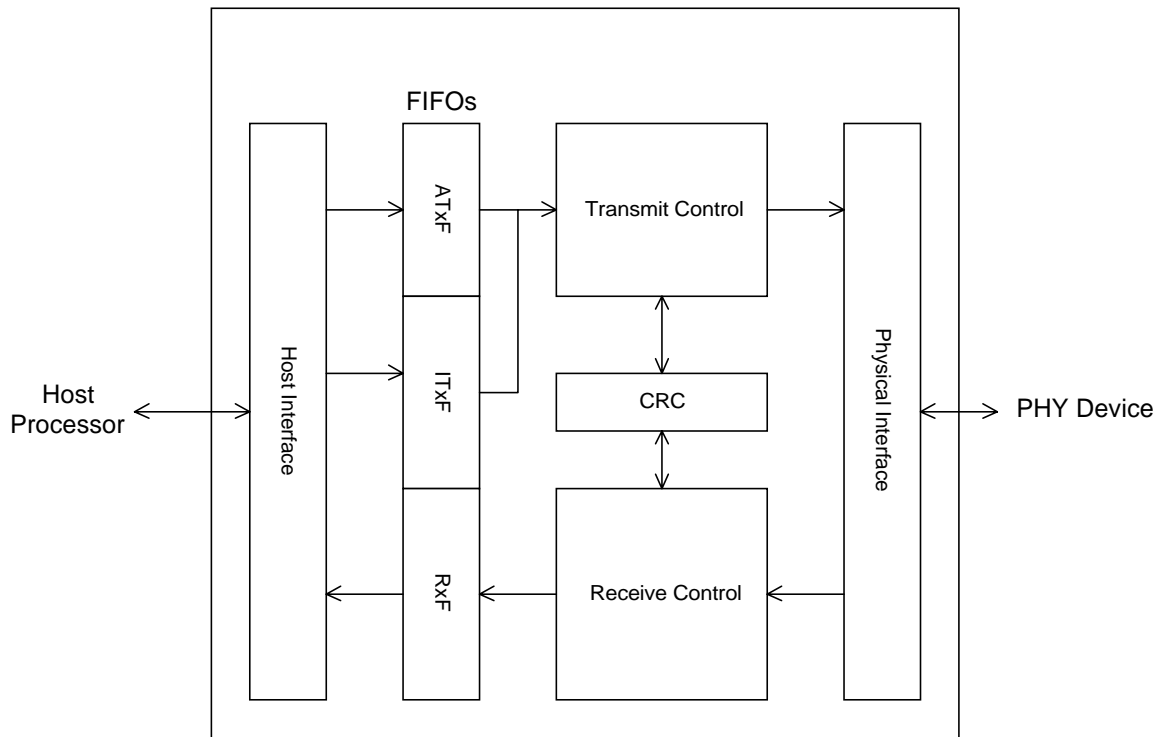 FIFOs
ATxF
Transmit Control
Host Interface
ITxF
Physical Interface
Host
Processor
CRC
PHY Device
RxF
Receive Control